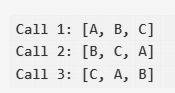 Call 1: [A, B, C]
Call 2: [B, C, A]
Call 3: [C, A, B]